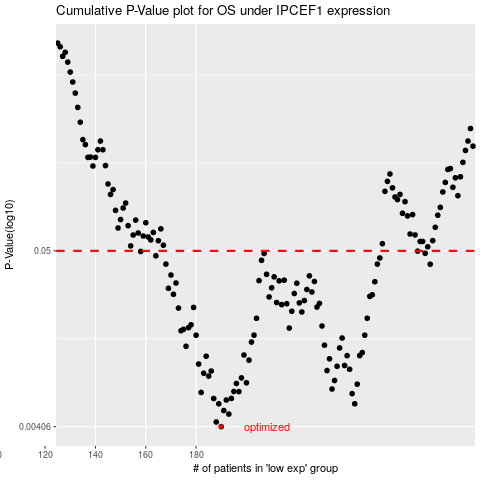 Cumulative P-Value plot for OS under IPCEF1 expression
P-Value(log10)
0.05
0.00406
optimized
0 120 140 160 180
# of patients in 'low exp' group